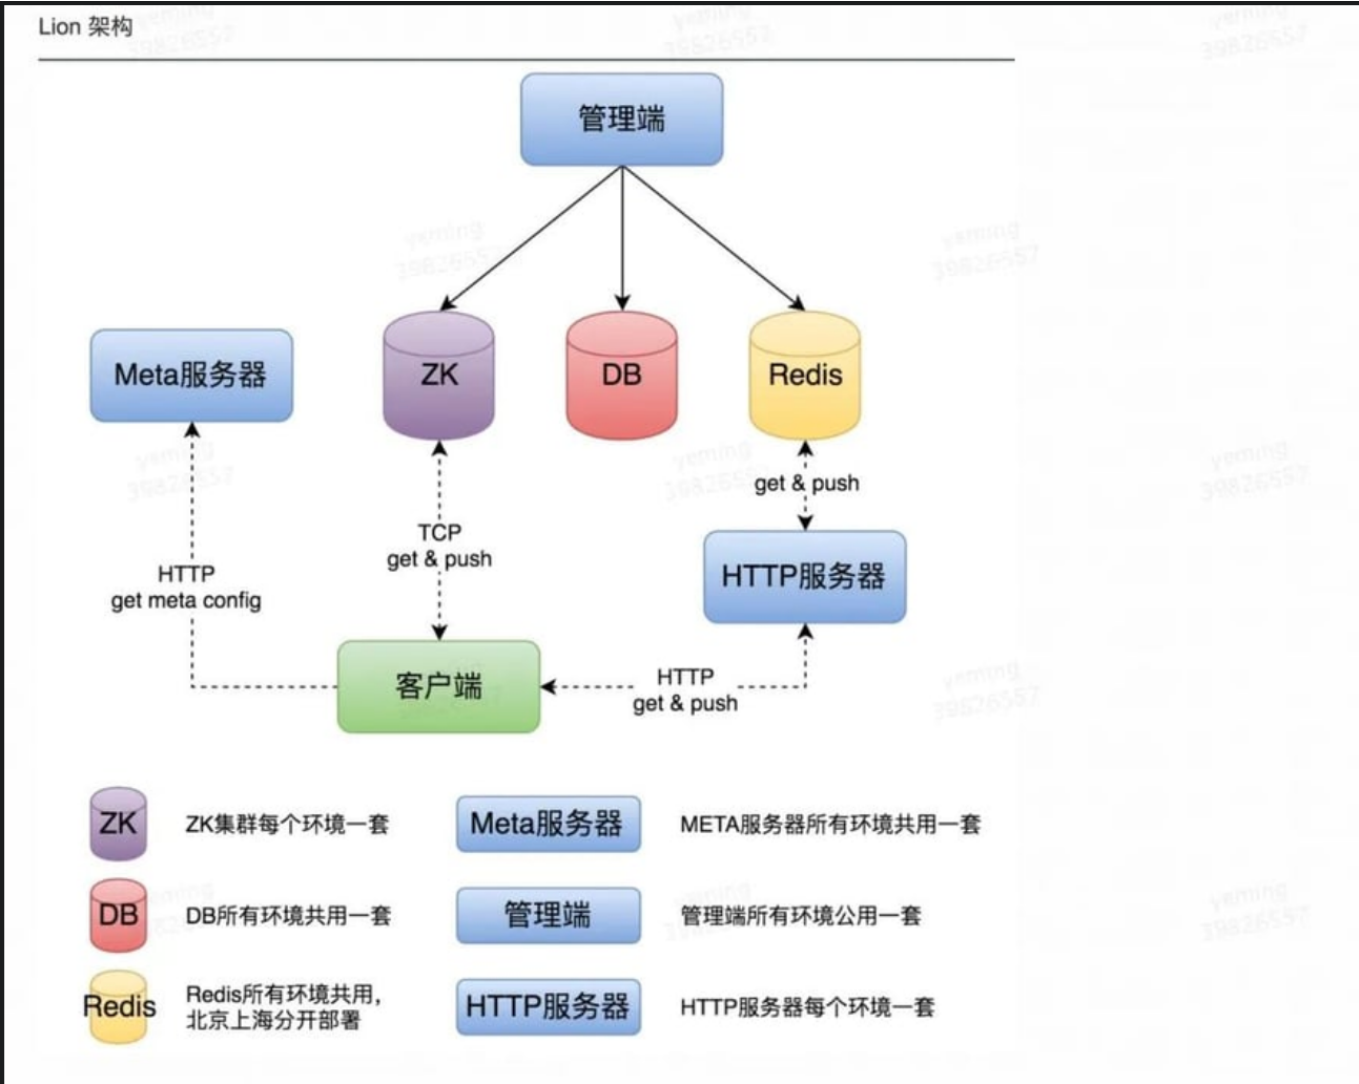 Lion 架构
管理端
Meta服务器
ZK
DB
Redis
get & push
TCP
get & push
HTTP服务器
HTTP
get meta config
客户端
HTTP
get & push
ZK
ZK集群每个环境一套
Meta服务器
META服务器所有环境共用一套
DB
DB所有环境共用一套
管理端
管理端所有环境公用一套
Redis
Redis所有环境共用,
北京上海分开部署
HTTP服务器
HTTP服务器每个环境一套
yeming
39826557